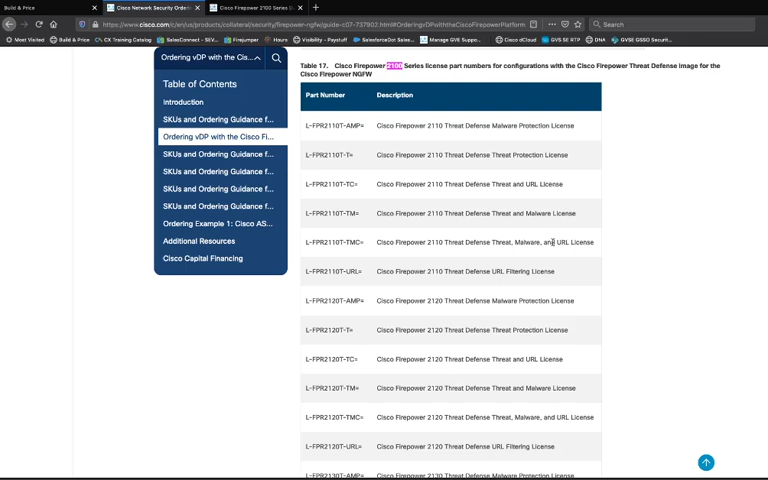 Build & Price
Cisco Network Security Orderi
Cisco Firepower 2100 Series D
https://www.cisco.com/c/en/us/products/collateral/security/firepower-ngfw/guide-c07-737902.html#OrderingvDPwiththeCiscoFirepowerPlatform
Search
Most Visited
Build & Price
CX Training Catalog
SalesConnect - SEV...
Firejumper
Hours
Visibility - Paystuff
SalesforceDot Sales...
Manage GVE Suppo...
Cisco dCloud
GVS SE RTP
DNA
GVSE GSSO Securit...
Ordering vDP with the Cis...
Table of Contents
Introduction
SKUs and Ordering Guidance f...
Ordering vDP with the Cisco Fi...
SKUs and Ordering Guidance f...
SKUs and Ordering Guidance f...
SKUs and Ordering Guidance f...
SKUs and Ordering Guidance f...
Ordering Example 1: Cisco AS...
Additional Resources
Cisco Capital Financing
Table 17. Cisco Firepower 2100 Series license part numbers for configurations with the Cisco Firepower Threat Defense Image for the
Cisco Firepower NGFW
Part Number Description
L-FPR2110T-AMP= Cisco Firepower 2110 Threat Defense Malware Protection License
L-FPR2110T-T= Cisco Firepower 2110 Threat Defense Threat Protection License
L-FPR2110T-TC= Cisco Firepower 2110 Threat Defense Threat and URL License
L-FPR2110T-TM= Cisco Firepower 2110 Threat Defense Threat and Malware License
L-FPR2110T-TMC= Cisco Firepower 2110 Threat Defense Threat, Malware, and URL License
L-FPR2110T-URL= Cisco Firepower 2110 Threat Defense URL Filtering License
L-FPR2120T-AMP= Cisco Firepower 2120 Threat Defense Malware Protection License
L-FPR2120T-T= Cisco Firepower 2120 Threat Defense Threat Protection License
L-FPR2120T-TC= Cisco Firepower 2120 Threat Defense Threat and URL License
L-FPR2120T-TM= Cisco Firepower 2120 Threat Defense Threat and Malware License
L-FPR2120T-TMC= Cisco Firepower 2120 Threat Defense Threat, Malware, and URL License
L-FPR2120T-URL= Cisco Firepower 2120 Threat Defense URL Filtering License
L-FPR2130T-AMP= Cisco Firepower 2130 Threat Defense Malware Protection License